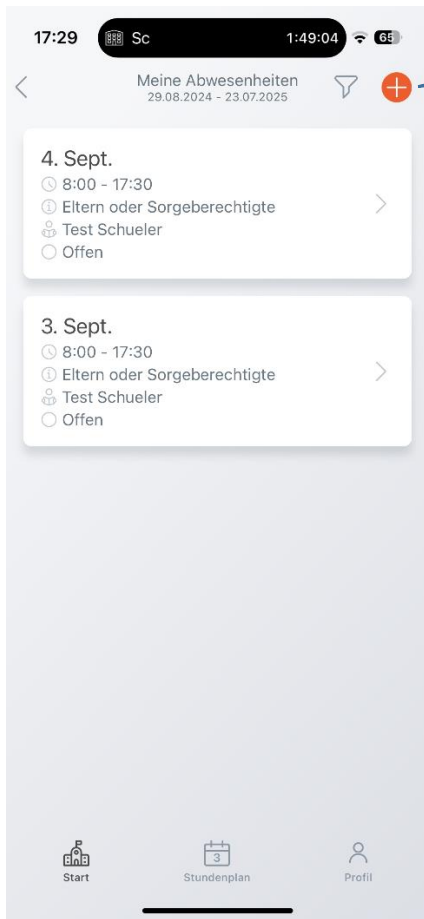 17:29
Sc
1:49:04
65
Meine Abwesenheiten
29.08.2024 - 23.07.2025
4. Sept.
8:00 - 17:30
Eltern oder Sorgeberechtigte
Test Schueler
Offen
3. Sept.
8:00 - 17:30
Eltern oder Sorgeberechtigte
Test Schueler
Offen
3
Start
Stundenplan
Profil